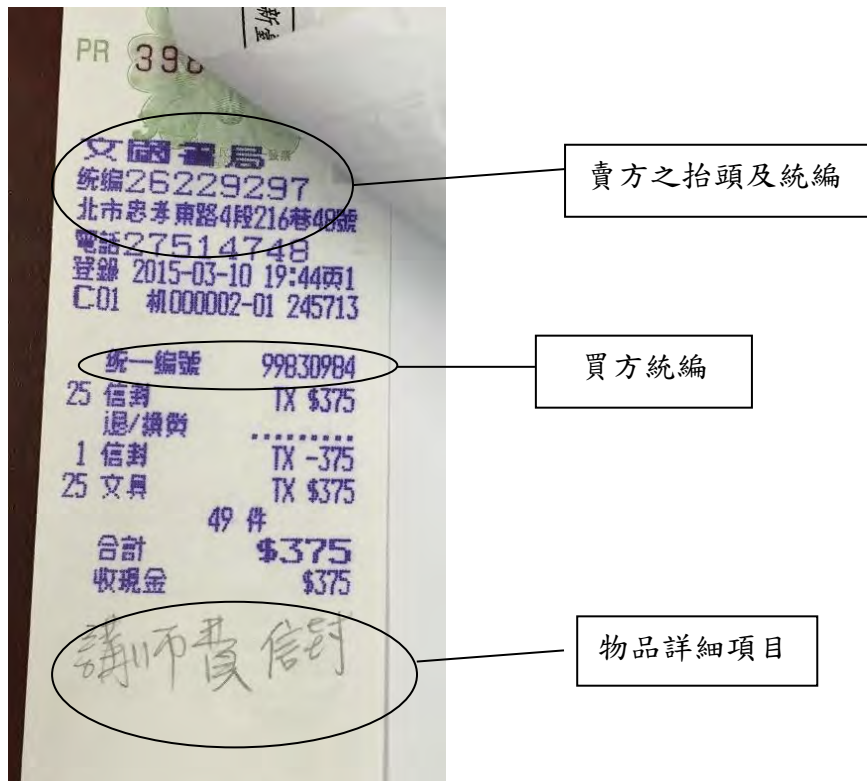 新臺
PR 398
文閣書局
統編26229297
北市忠孝東路4段216巷48號
電話27514748
登錄 2015-03-10 19:44頁1
C01 机000002-01 245713
統一編號 99830984
25 信封 TX $375
退/換貨 .........
1 信封 TX -375
25 文具 TX $375
49 件
合計 $375
收現金 $375
講師費信封
賣方之抬頭及統編
買方統編
物品詳細項目